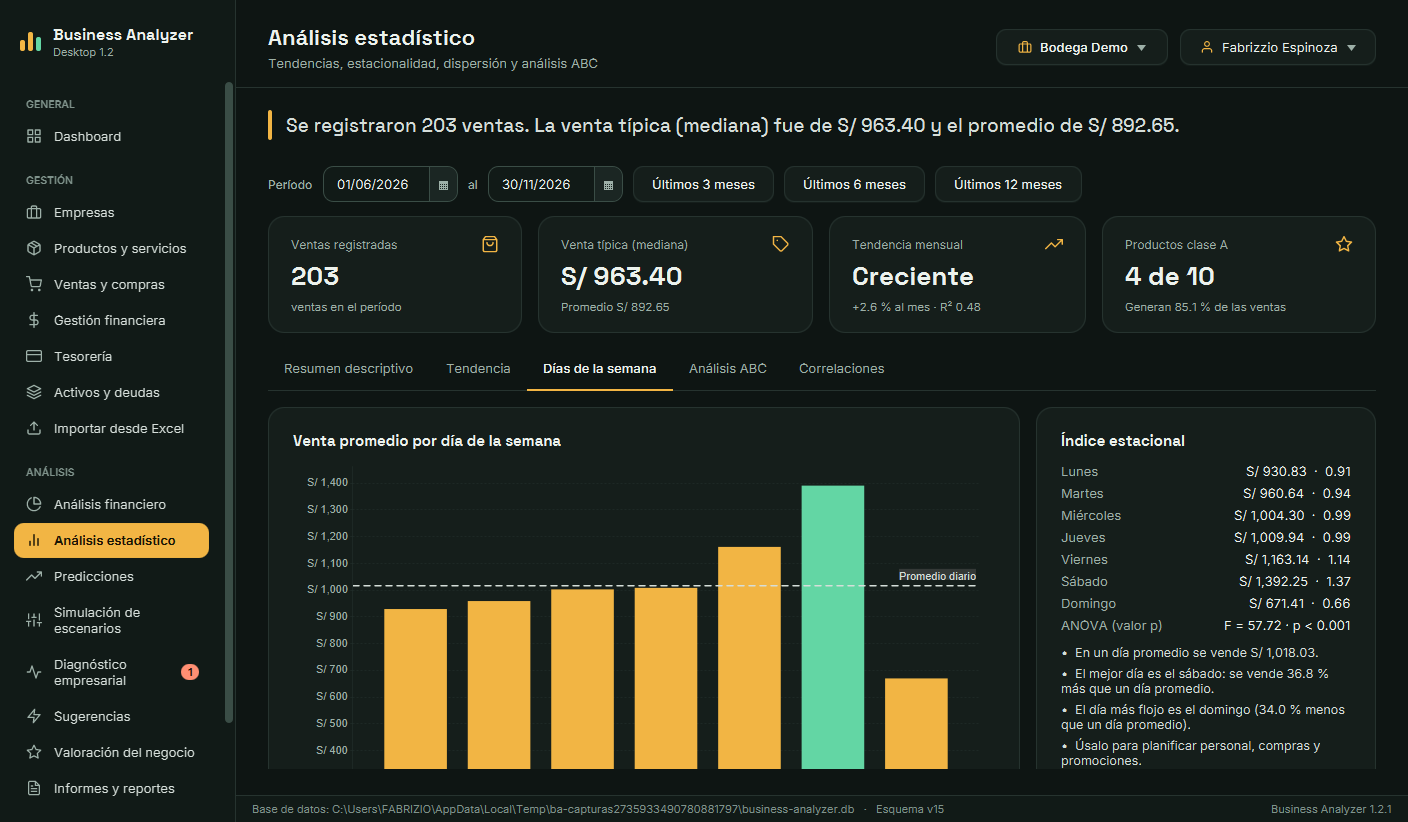 Business Analyzer
Desktop 1.2
GENERAL
Dashboard
GESTIÓN
Empresas
Productos y servicios
Ventas y compras
Gestión financiera
Tesorería
Activos y deudas
Importar desde Excel
ANÁLISIS
Análisis financiero
Análisis estadístico
Predicciones
Simulación de
escenarios
Diagnóstico
empresarial
1
Sugerencias
Valoración del negocio
Informes y reportes
Análisis estadístico
Tendencias, estacionalidad, dispersión y análisis ABC
Bodega Demo
Fabrizzio Espinoza
Se registraron 203 ventas. La venta típica (mediana) fue de S/ 963.40 y el promedio de S/ 892.65.
Período 01/06/2026 al 30/11/2026 Últimos 3 meses Últimos 6 meses Últimos 12 meses
Ventas registradas
203
ventas en el período
Venta típica (mediana)
S/ 963.40
Promedio S/ 892.65
Tendencia mensual
Creciente
+2.6 % al mes · R² 0.48
Productos clase A
4 de 10
Generan 85.1 % de las ventas
Resumen descriptivo Tendencia Días de la semana Análisis ABC Correlaciones
Venta promedio por día de la semana
S/ 1,400
S/ 1,300
S/ 1,200
S/ 1,100
S/ 1,000
S/ 900
S/ 800
S/ 700
S/ 600
S/ 500
S/ 400
Promedio diario
Índice estacional
Lunes S/ 930.83 · 0.91
Martes S/ 960.64 · 0.94
Miércoles S/ 1,004.30 · 0.99
Jueves S/ 1,009.94 · 0.99
Viernes S/ 1,163.14 · 1.14
Sábado S/ 1,392.25 · 1.37
Domingo S/ 671.41 · 0.66
ANOVA (valor p) F = 57.72 · p < 0.001
• En un día promedio se vende S/ 1,018.03.
• El mejor día es el sábado: se vende 36.8 %
más que un día promedio.
• El día más flojo es el domingo (34.0 % menos
que un día promedio).
• Úsalo para planificar personal, compras y
promociones.
Base de datos: C:\Users\FABRIZIO\AppData\Local\Temp\ba-capturas2735933490780881797\business-analyzer.db · Esquema v15
Business Analyzer 1.2.1